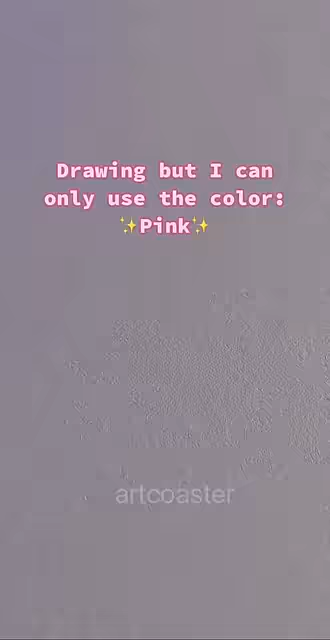 Drawing but I can
only use the color:
✨Pink✨
artcoaster